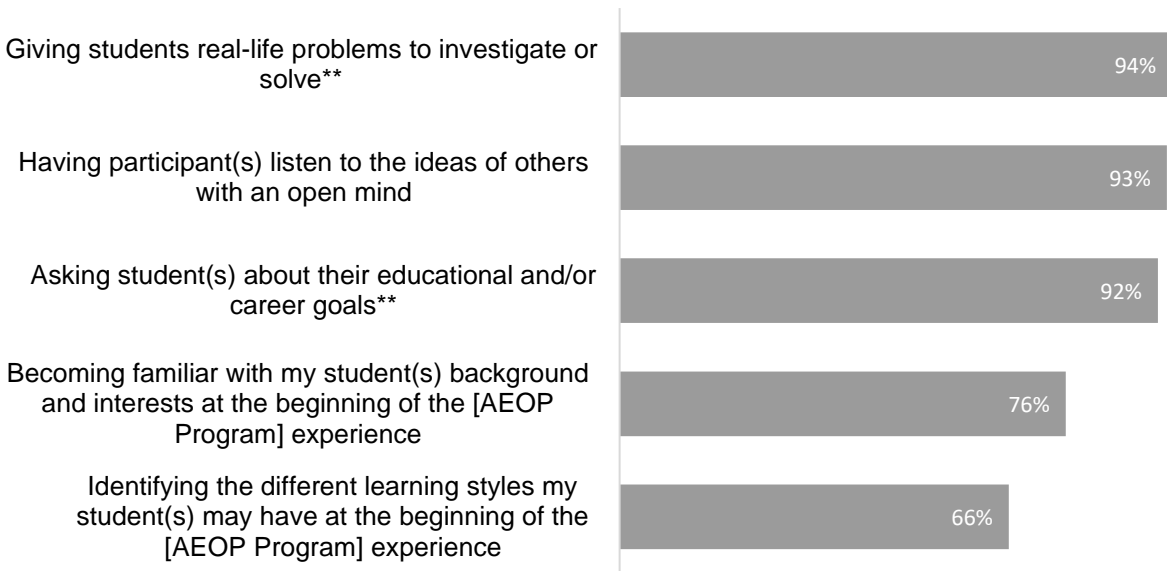 Giving students real-life problems to investigate or
solve**
94%
Having participant(s) listen to the ideas of others
with an open mind
93%
Asking student(s) about their educational and/or
career goals**
92%
Becoming familiar with my student(s) background
and interests at the beginning of the [AEOP
Program] experience
76%
Identifying the different learning styles my
student(s) may have at the beginning of the
[AEOP Program] experience
66%